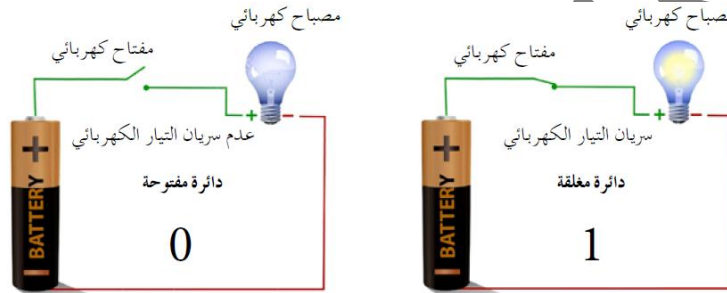 مصباح كهربائي
مفتاح كهربائي
+ -
عدم سريان التيار الكهربائي
دائرة مفتوحة
0
+ BATTERY -
مصباح كهربائي
مفتاح كهربائي
+ -
سريان التيار الكهربائي
دائرة مغلقة
1
+ BATTERY -